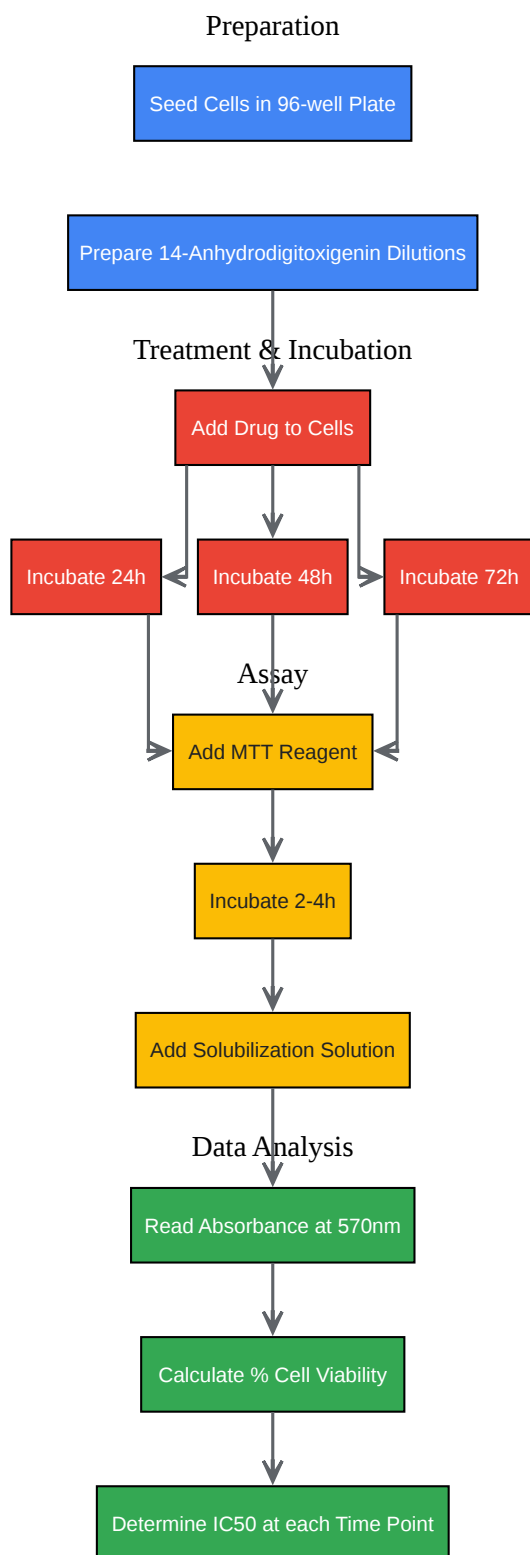 Preparation
Seed Cells in 96-well Plate
Prepare 14-Anhydrodigitoxigenin Dilutions
Treatment & Incubation
Add Drug to Cells
Incubate 24h
Incubate 48h
Incubate 72h
Assay
Add MTT Reagent
Incubate 2-4h
Add Solubilization Solution
Data Analysis
Read Absorbance at 570nm
Calculate % Cell Viability
Determine IC50 at each Time Point